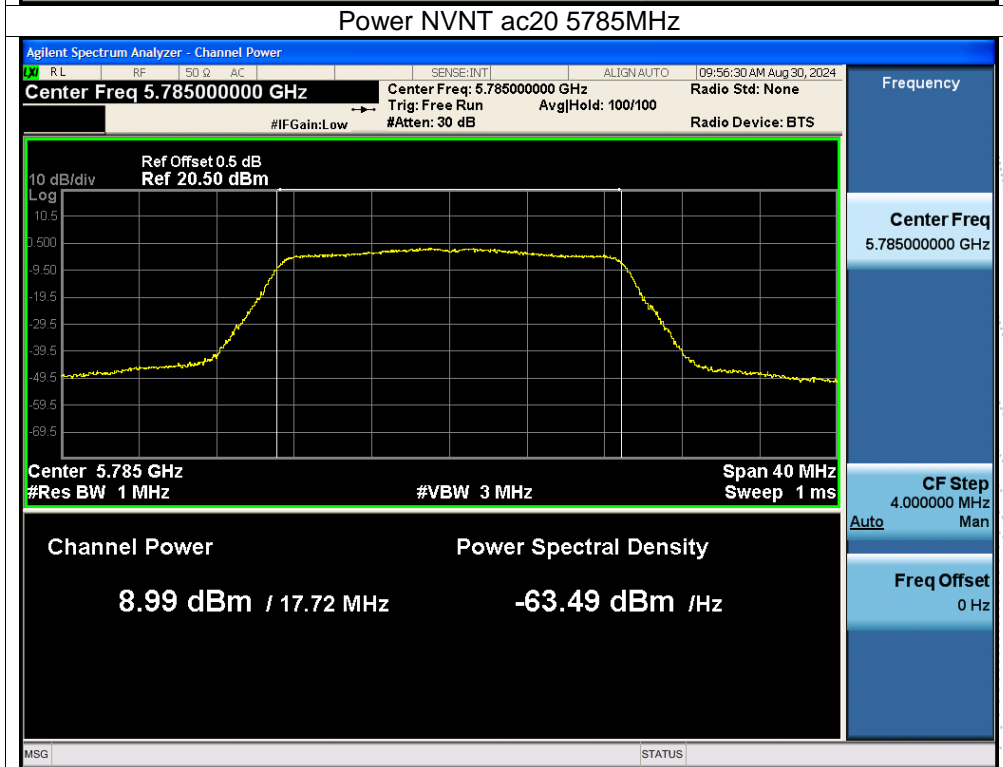 Power NVNT ac20 5785MHz
Agilent Spectrum Analyzer - Channel Power
LXI RL RF 50 Ω AC SENSE:INT ALIGNAUTO 09:56:30 AM Aug 30, 2024
Center Freq 5.785000000 GHz
Center Freq: 5.785000000 GHz
Radio Std: None
Trig: Free Run Avg|Hold: 100/100
#IFGain:Low #Atten: 30 dB Radio Device: BTS
Frequency
Ref Offset 0.5 dB
10 dB/div Ref 20.50 dBm
Log
10.5
0.500
-9.50
-19.5
-29.5
-39.5
-49.5
-59.5
-69.5
Center 5.785 GHz Span 40 MHz
#Res BW 1 MHz #VBW 3 MHz Sweep 1 ms
Channel Power Power Spectral Density
8.99 dBm / 17.72 MHz -63.49 dBm /Hz
Center Freq
5.785000000 GHz
CF Step
4.000000 MHz
Auto Man
Freq Offset
0 Hz
MSG STATUS